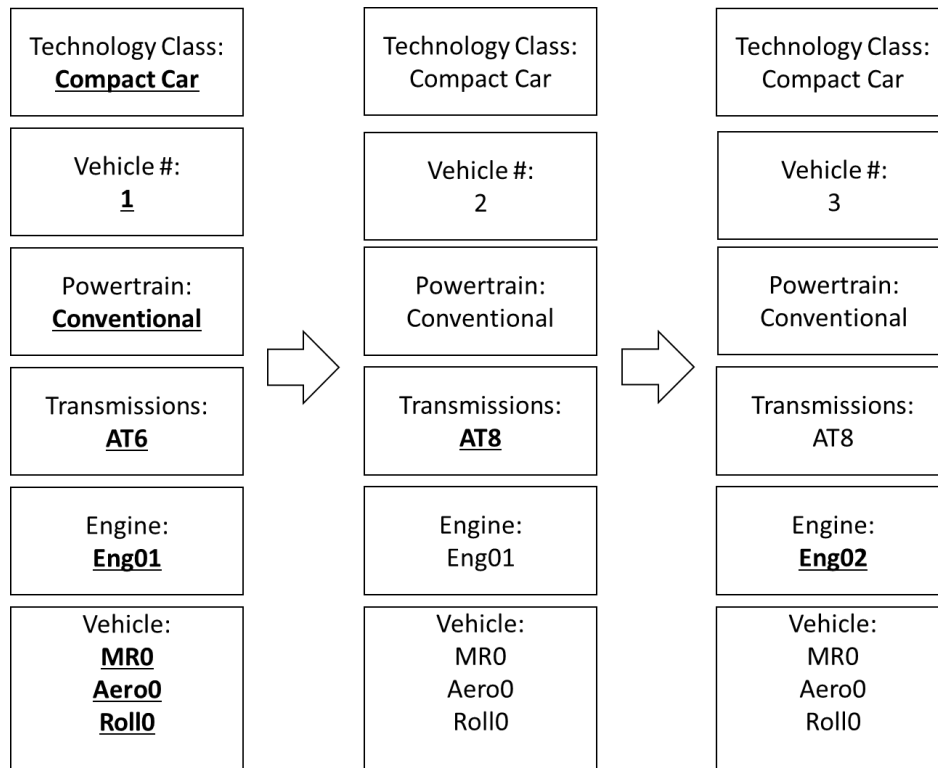 Technology Class:
Compact Car
Vehicle #:
1
Powertrain:
Conventional
Transmissions:
AT6
Engine:
Eng01
Vehicle:
MR0
Aero0
Roll0
Technology Class:
Compact Car
Vehicle #:
2
Powertrain:
Conventional
Transmissions:
AT8
Engine:
Eng01
Vehicle:
MR0
Aero0
Roll0
Technology Class:
Compact Car
Vehicle #:
3
Powertrain:
Conventional
Transmissions:
AT8
Engine:
Eng02
Vehicle:
MR0
Aero0
Roll0